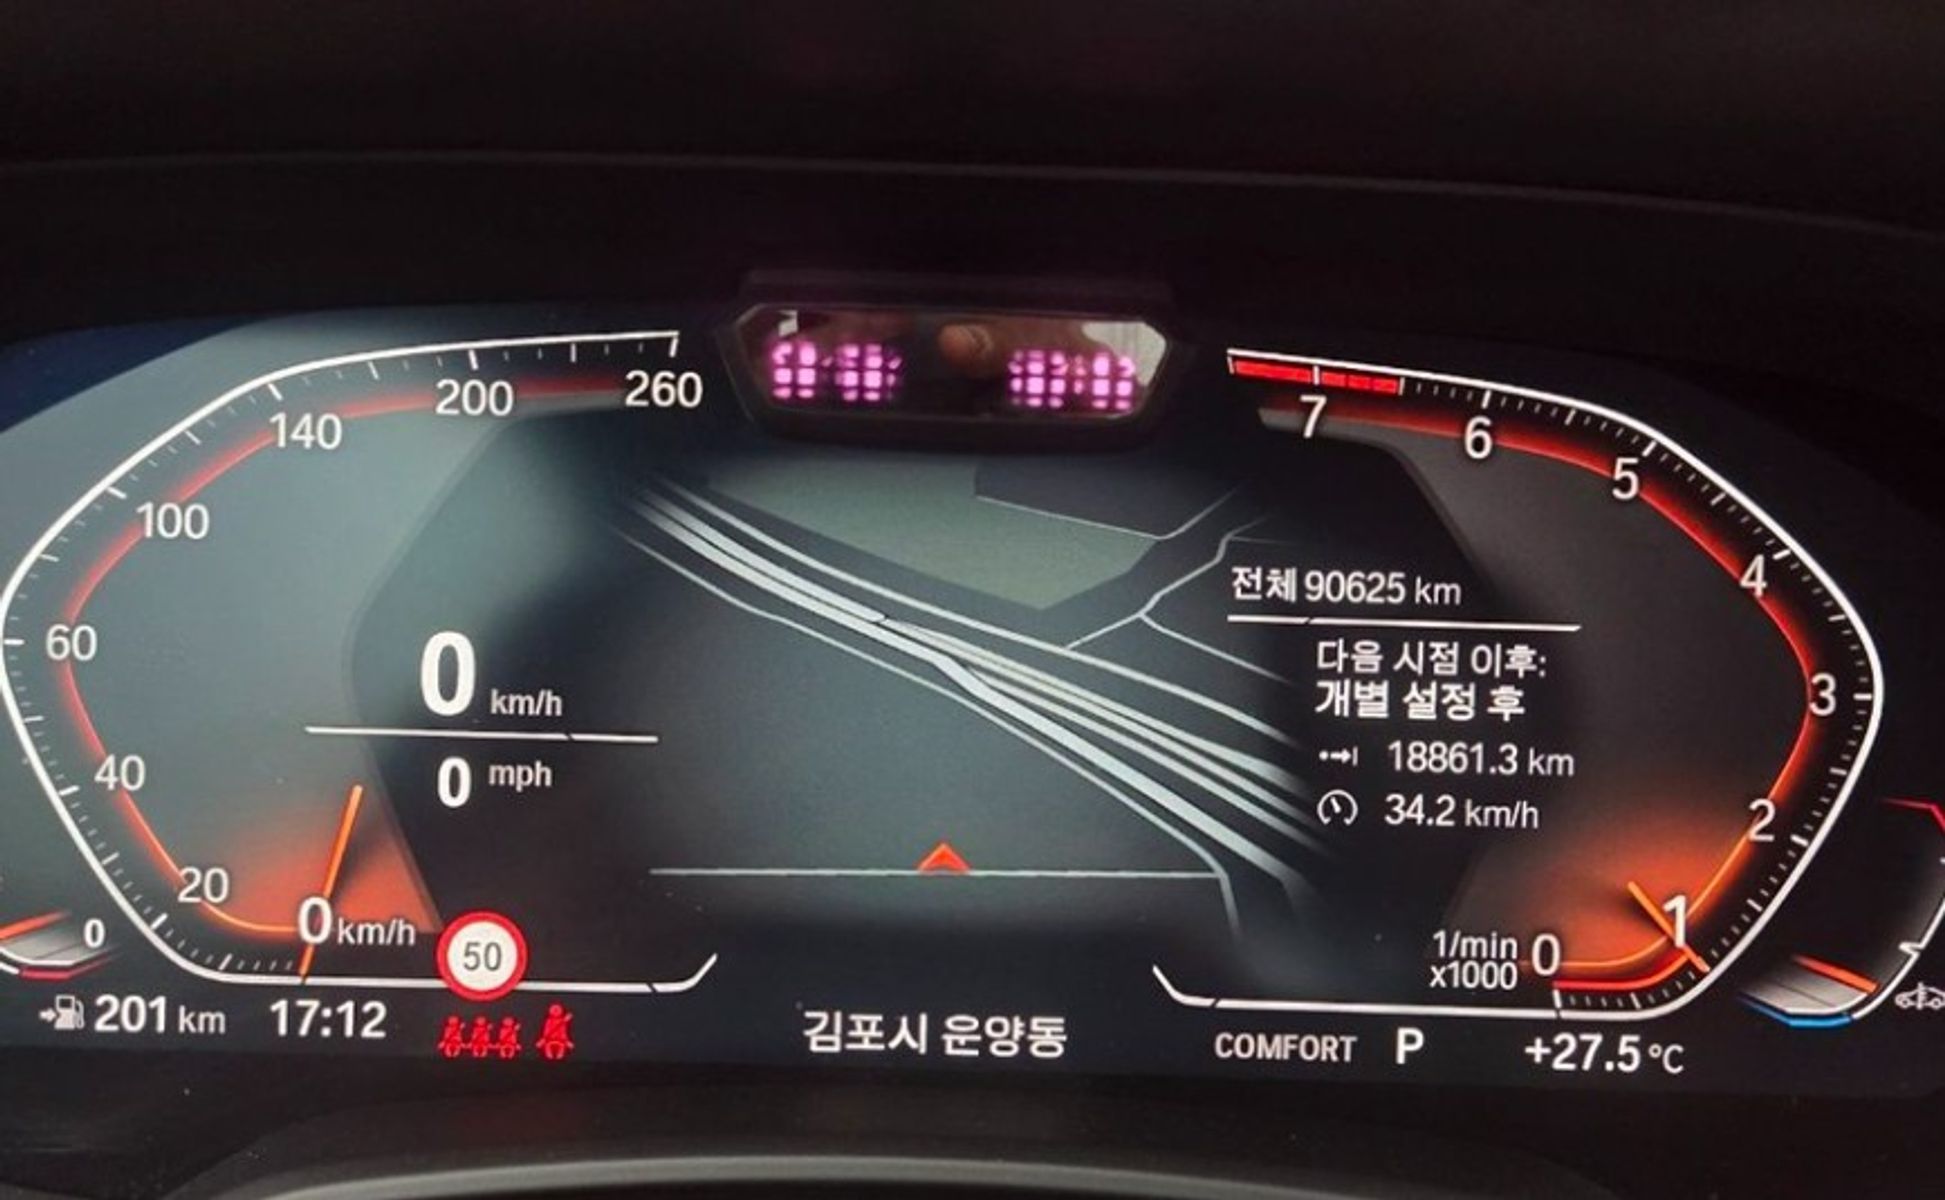 260
200
140
100
60
40
20
0 km/h
0 km/h
0 mph
50
0
201 km
17:12
김포시 운양동
전체 90625 km
다음 시점 이후:
개별 설정 후
18861.3 km
34.2 km/h
7
6
5
4
3
2
1
0
1/min
x1000
COMFORT P
+27.5 °C